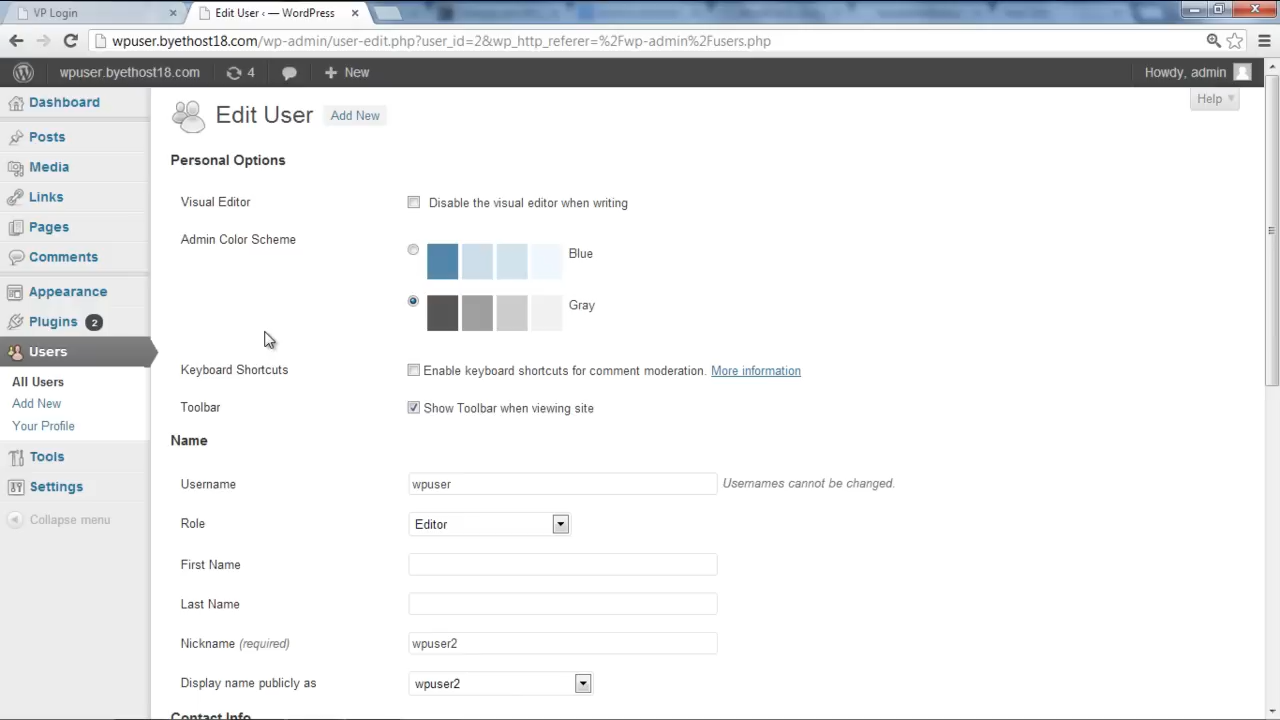 VP Login
Edit User ‹ — WordPress
wpuser.byethost18.com/wp-admin/user-edit.php?user_id=2&wp_http_referer=%2Fwp-admin%2Fusers.php
wpuser.byethost18.com 4 New Howdy, admin
Dashboard
Posts
Media
Links
Pages
Comments
Appearance
Plugins 2
Users
All Users
Add New
Your Profile
Tools
Settings
Collapse menu
Help
Edit User Add New
Personal Options
Visual Editor Disable the visual editor when writing
Admin Color Scheme Blue
Gray
Keyboard Shortcuts Enable keyboard shortcuts for comment moderation. More information
Toolbar Show Toolbar when viewing site
Name
Username wpuser Usernames cannot be changed.
Role Editor
First Name
Last Name
Nickname (required) wpuser2
Display name publicly as wpuser2
Contact Info